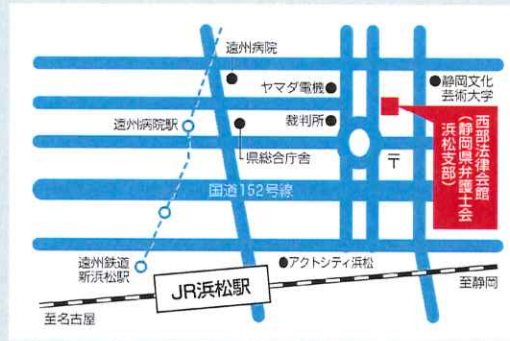 遠州病院
ヤマダ電機
静岡文化
芸術大学
遠州病院駅
裁判所
県総合庁舎
〒
西部法律会館
(静岡県弁護士会
浜松支部)
国道152号線
遠州鉄道
新浜松駅
アクトシティ浜松
JR浜松駅
至静岡
至名古屋